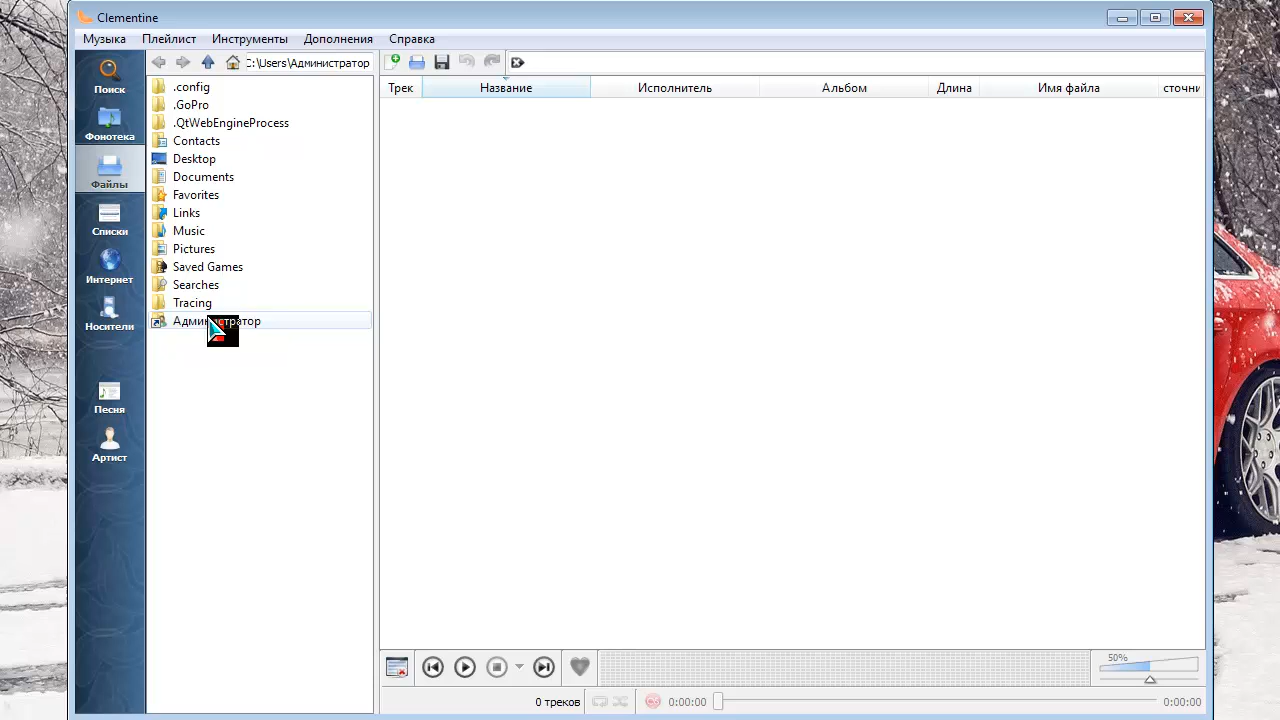 Clementine
Музыка Плейлист Инструменты Дополнения Справка
:\Users\Администратор
Поиск
Фонотека
Файлы
Списки
Интернет
Носители
Песня
Артист
.config
.GoPro
.QtWebEngineProcess
Contacts
Desktop
Documents
Favorites
Links
Music
Pictures
Saved Games
Searches
Tracing
Администратор
Трек Название Исполнитель Альбом Длина Имя файла сточни
50%
0 треков 0:00:00 0:00:00